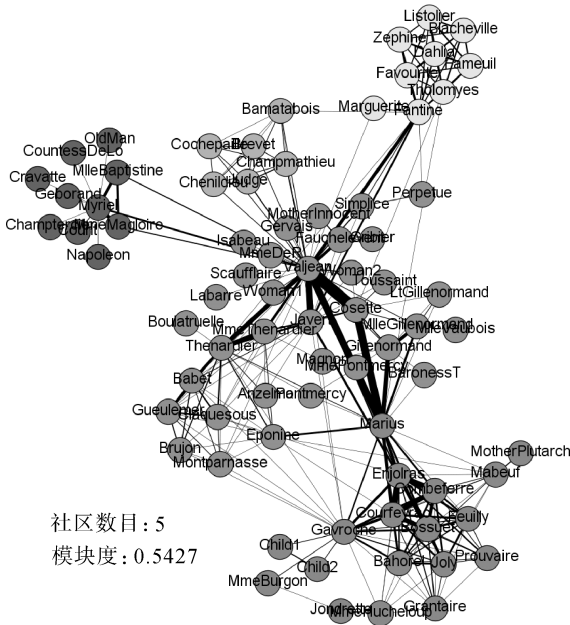 Listolier
Blacheville
Zephine
Dahlia
Fameuil
Favourite
Tholomyes
Marguerite
Fantine
Bamatabois
Cochepaille
Brevet
Champmathieu
Chenildieu
Judge
OldMan
CountessDeLo
MlleBaptistine
Cravatte
Geborand
Myriel
Champtercier
Count
MmeMagloire
Napoleon
Perpetue
Simplice
MotherInnocent
Gervais
Fauchelevent
Gribier
Isabeau
MmeDeR
Valjean
Scaufflaire
Woman2
Toussaint
Woman1
Labarre
LtGillenormand
Cosette
Boulatruelle
Javert
MlleGillenormand
MlleVaubois
MmeThenardier
Thenardier
Gillenormand
Magnon
MmePontmercy
BaronessT
Babet
Anzelma
Pontmercy
Gueulemer
Claquesous
Marius
Eponine
Brujon
Montparnasse
MotherPlutarch
Mabeuf
Enjolras
Combeferre
Courfeyrac
Feuilly
Bossuet
Gavroche
社区数目: 5
模块度: 0.5427
Child1
Child2
Bahorel
Joly
Prouvaire
MmeBurgon
Jondrette
MmeHucheloup
Grantaire